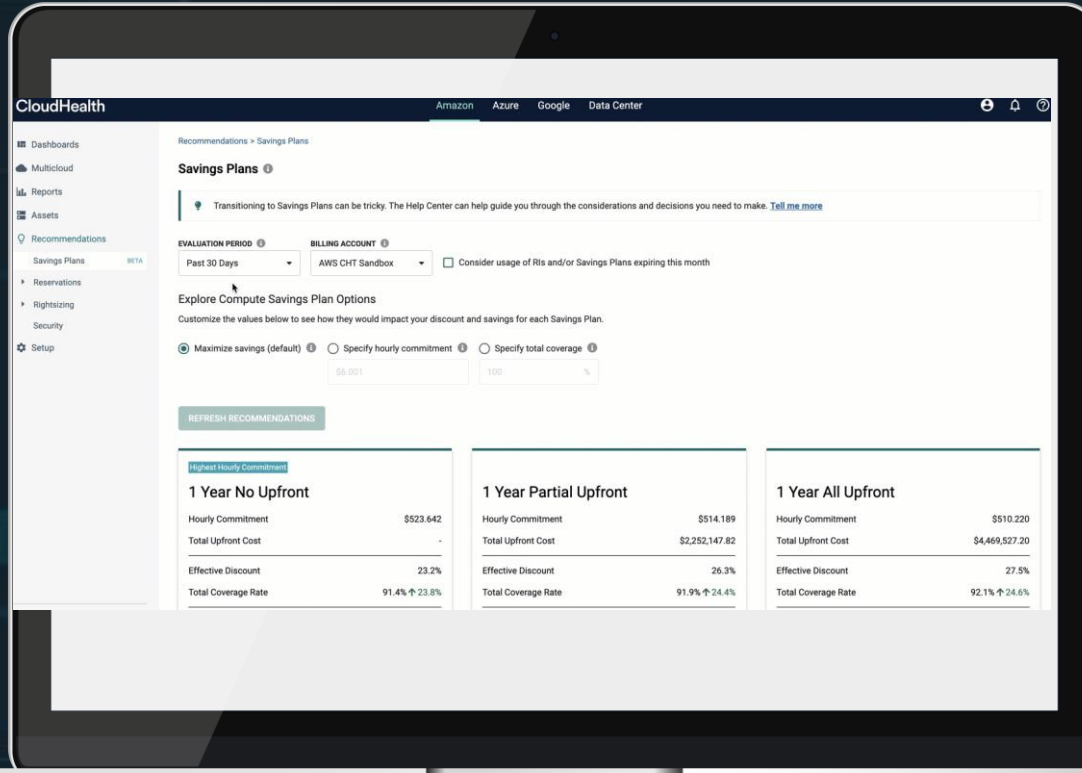 CloudHealth
Amazon Azure Google Data Center
Dashboards
Multicloud
Reports
Assets
Recommendations
Savings Plans BETA
Reservations
Rightsizing
Security
Setup
Recommendations > Savings Plans
Savings Plans
Transitioning to Savings Plans can be tricky. The Help Center can help guide you through the considerations and decisions you need to make. Tell me more
EVALUATION PERIOD BILLING ACCOUNT
Past 30 Days AWS CHT Sandbox Consider usage of RIs and/or Savings Plans expiring this month
Explore Compute Savings Plan Options
Customize the values below to see how they would impact your discount and savings for each Savings Plan.
Maximize savings (default) Specify hourly commitment Specify total coverage
$6.001 100 %
REFRESH RECOMMENDATIONS
Highest Hourly Commitment
1 Year No Upfront
Hourly Commitment $523.642
Total Upfront Cost -
Effective Discount 23.2%
Total Coverage Rate 91.4% ↑ 23.8%
1 Year Partial Upfront
Hourly Commitment $514.189
Total Upfront Cost $2,252,147.82
Effective Discount 26.3%
Total Coverage Rate 91.9% ↑ 24.4%
1 Year All Upfront
Hourly Commitment $510.220
Total Upfront Cost $4,469,527.20
Effective Discount 27.5%
Total Coverage Rate 92.1% ↑ 24.6%